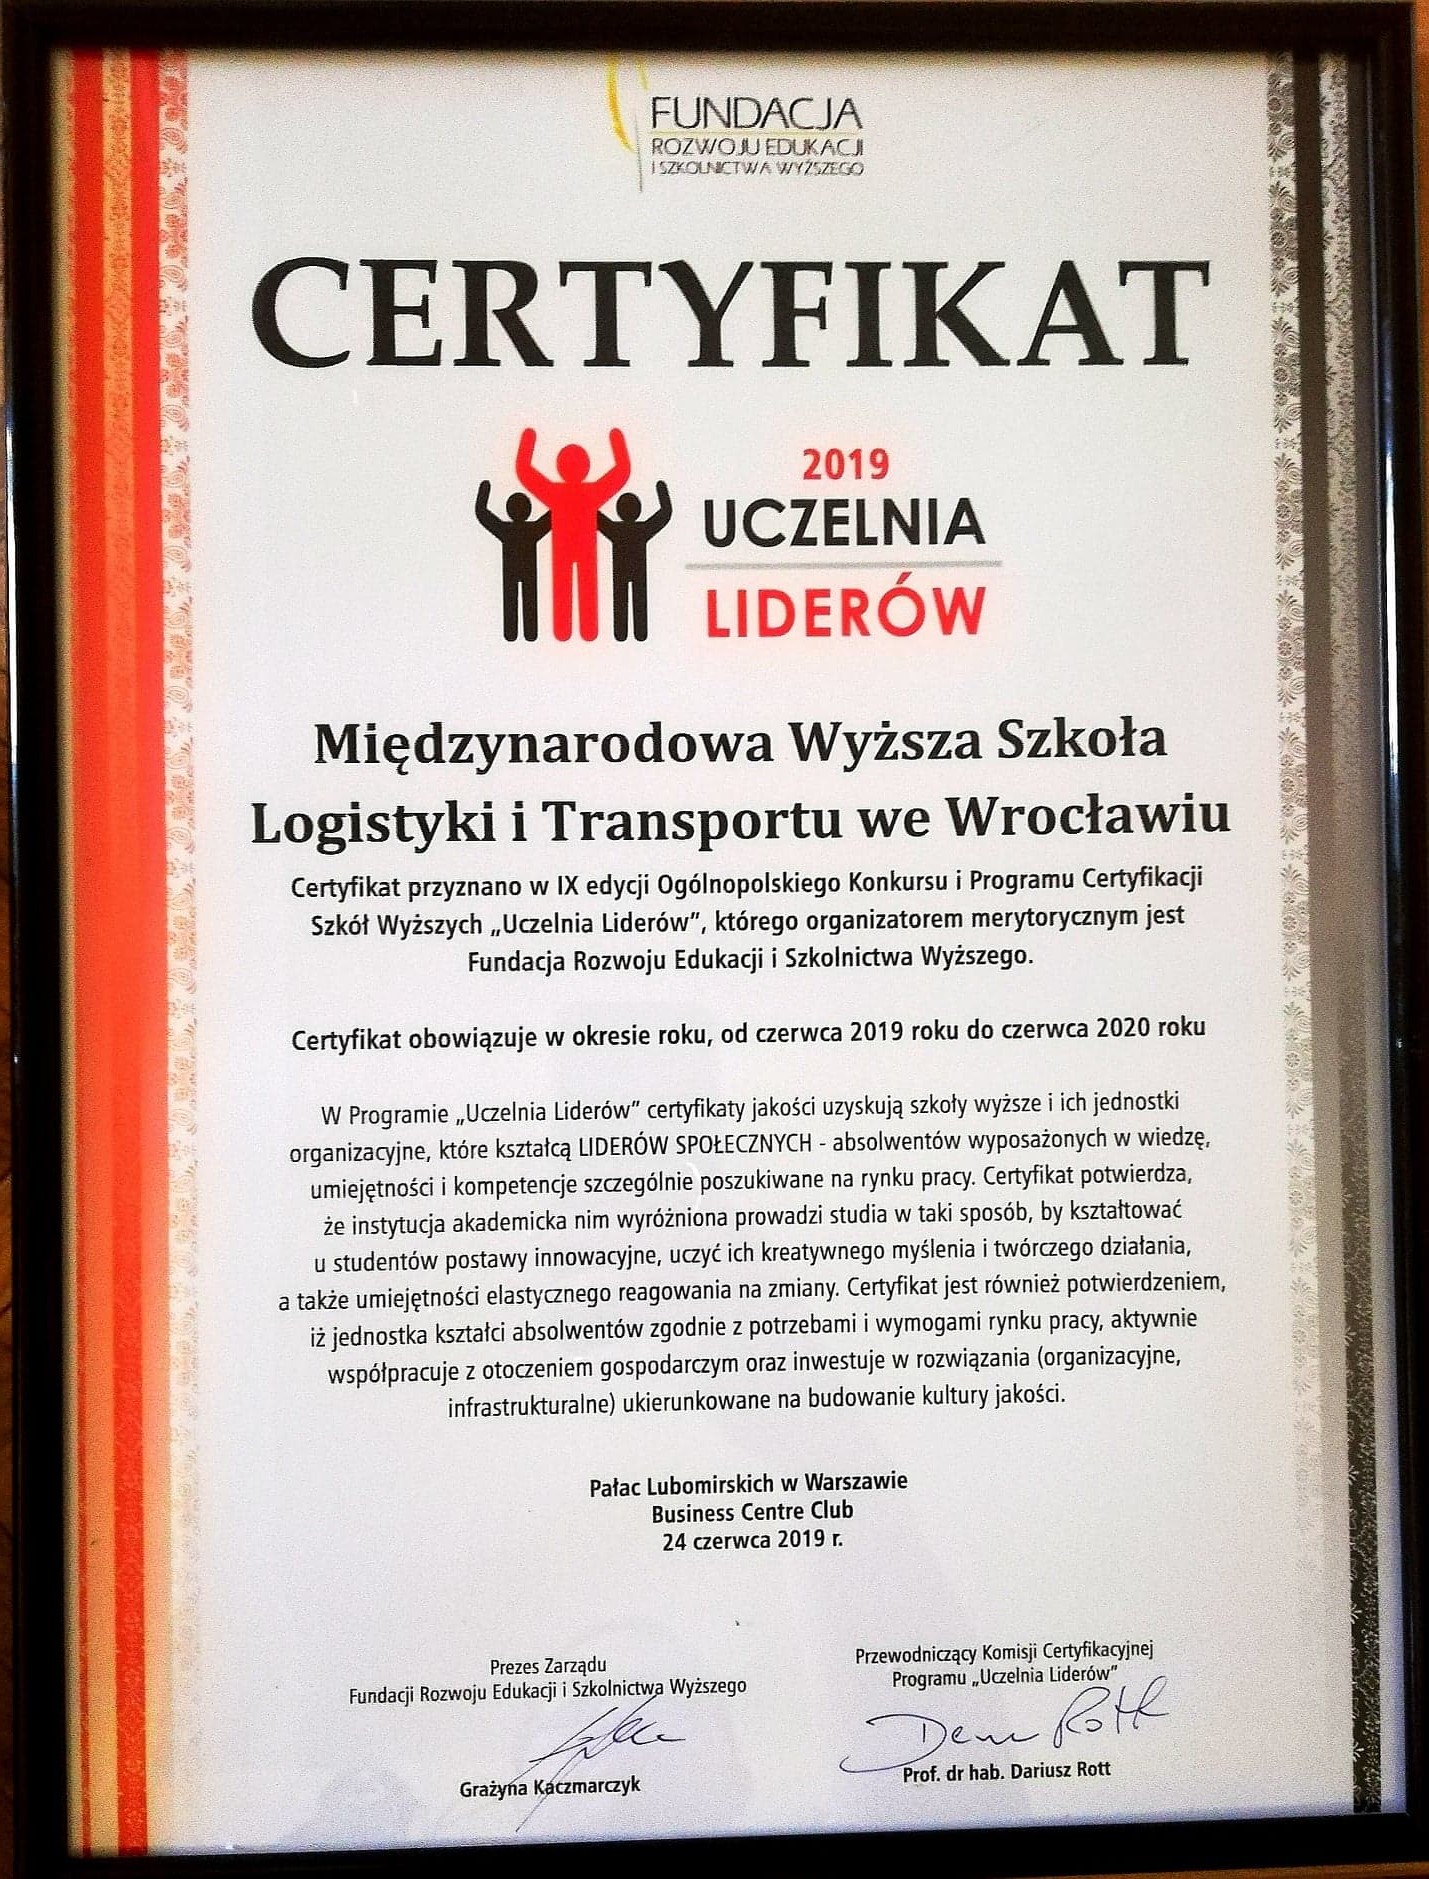 FUNDACJA
ROZWOJU EDUKACJI
I SZKOLNICTWA WYŻSZEGO
CERTYFIKAT
2019
UCZELNIA
LIDERÓW
Międzynarodowa Wyższa Szkoła
Logistyki i Transportu we Wrocławiu
Certyfikat przyznano w IX edycji Ogólnopolskiego Konkursu i Programu Certyfikacji
Szkół Wyższych „Uczelnia Liderów”, którego organizatorem merytorycznym jest
Fundacja Rozwoju Edukacji i Szkolnictwa Wyższego.
Certyfikat obowiązuje w okresie roku, od czerwca 2019 roku do czerwca 2020 roku
W Programie „Uczelnia Liderów” certyfikaty jakości uzyskują szkoły wyższe i ich jednostki
organizacyjne, które kształcą LIDERÓW SPOŁECZNYCH - absolwentów wyposażonych w wiedzę,
umiejętności i kompetencje szczególnie poszukiwane na rynku pracy. Certyfikat potwierdza,
że instytucja akademicka nim wyróżniona prowadzi studia w taki sposób, by kształtować
u studentów postawy innowacyjne, uczyć ich kreatywnego myślenia i twórczego działania,
a także umiejętności elastycznego reagowania na zmiany. Certyfikat jest również potwierdzeniem,
iż jednostka kształci absolwentów zgodnie z potrzebami i wymogami rynku pracy, aktywnie
współpracuje z otoczeniem gospodarczym oraz inwestuje w rozwiązania (organizacyjne,
infrastrukturalne) ukierunkowane na budowanie kultury jakości.
Pałac Lubomirskich w Warszawie
Business Centre Club
24 czerwca 2019 r.
Prezes Zarządu
Fundacji Rozwoju Edukacji i Szkolnictwa Wyższego
Grażyna Kaczmarczyk
Przewodniczący Komisji Certyfikacyjnej
Programu „Uczelnia Liderów”
Rott
Prof. dr hab. Dariusz Rott